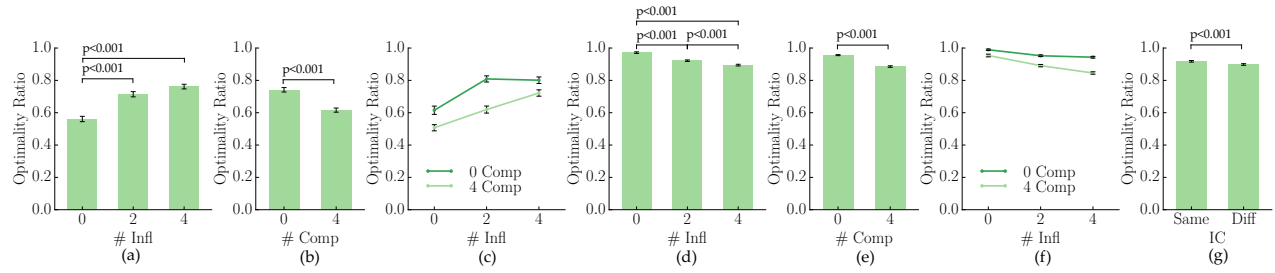 p<0.001
p<0.001
1.0
0.8
0.6
0.4
0.2
0.0
Optimality Ratio
0 2 4
# Infl
(a)
p<0.001
1.0
0.8
0.6
0.4
0.2
0.0
Optimality Ratio
0 4
# Comp
(b)
1.0
0.8
0.6
0.4
0.2
0.0
Optimality Ratio
0 Comp
4 Comp
0 2 4
# Infl
(c)
p<0.001
p<0.001 p<0.001
1.0
0.8
0.6
0.4
0.2
0.0
Optimality Ratio
0 2 4
# Infl
(d)
p<0.001
1.0
0.8
0.6
0.4
0.2
0.0
Optimality Ratio
0 4
# Comp
(e)
1.0
0.8
0.6
0.4
0.2
0.0
Optimality Ratio
0 Comp
4 Comp
0 2 4
# Infl
(f)
p<0.001
1.0
0.8
0.6
0.4
0.2
0.0
Optimality Ratio
Same Diff
IC
(g)